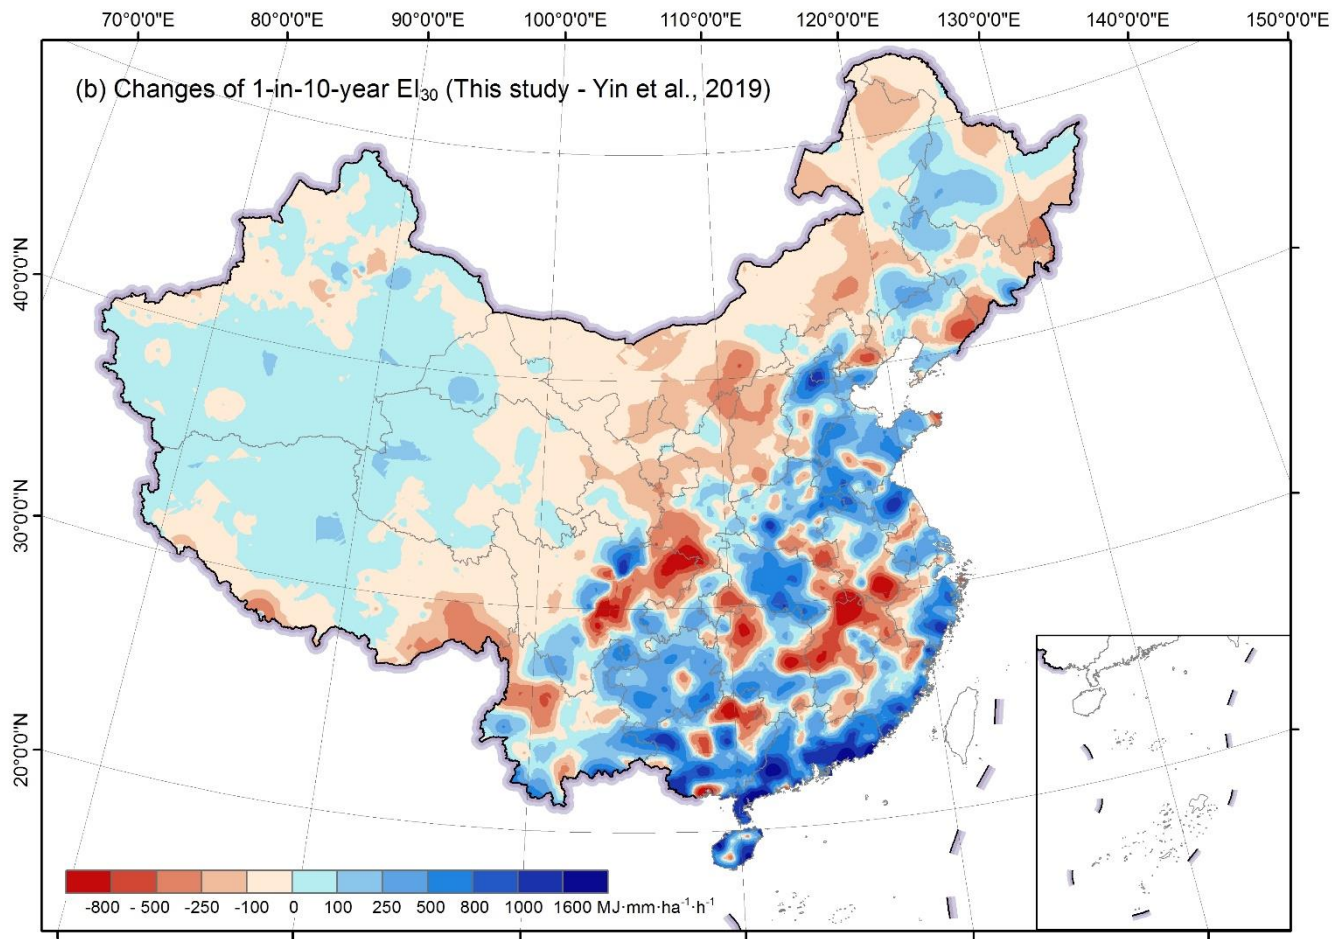 70°0'0"E 80°0'0"E 90°0'0"E 100°0'0"E 110°0'0"E 120°0'0"E 130°0'0"E 140°0'0"E 150°0'0"E
(b) Changes of 1-in-10-year EI₃₀ (This study - Yin et al., 2019)
40°0'0"N
30°0'0"N
20°0'0"N
-800 - 500 -250 -100 0 100 250 500 800 1000 1600 MJ·mm·ha⁻¹·h⁻¹